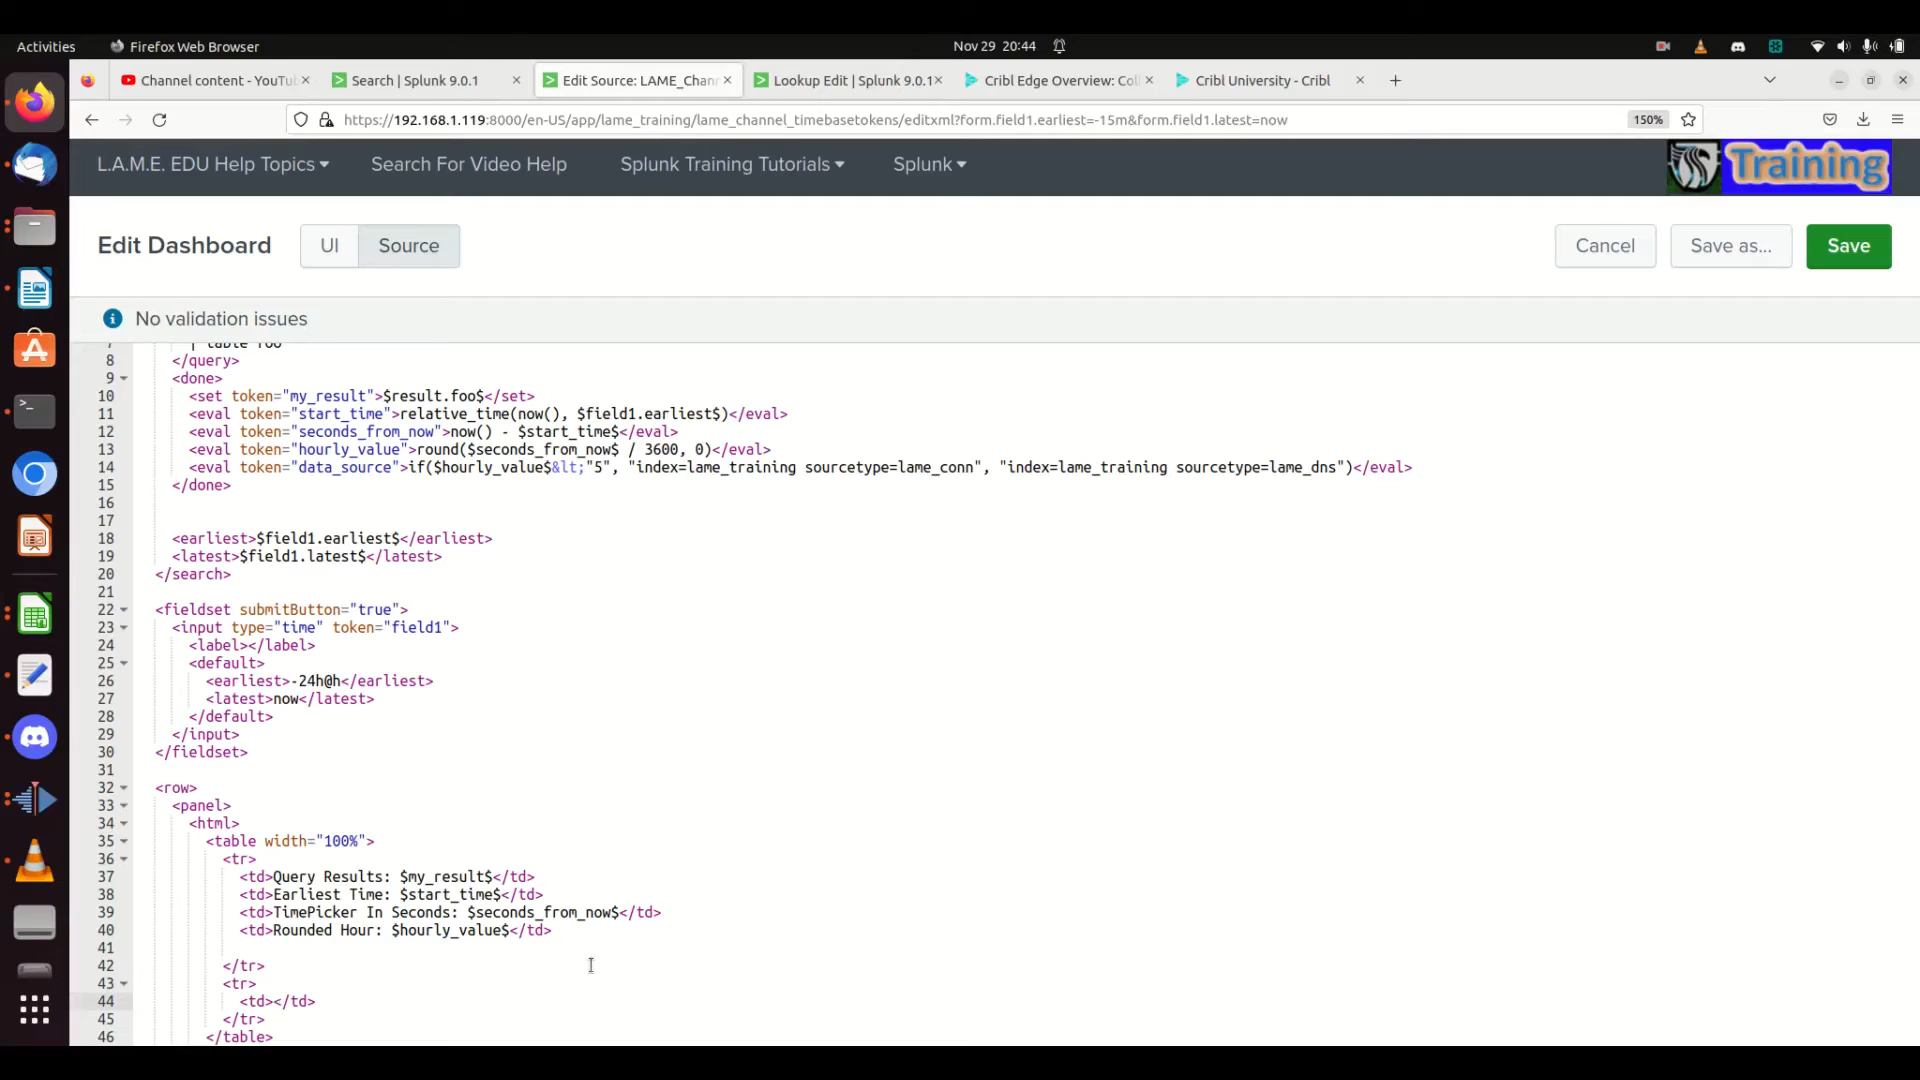 Activities
Firefox Web Browser
Nov 29 20:44
Channel content - YouTu
Search | Splunk 9.0.1
Edit Source: LAME_Chan
Lookup Edit | Splunk 9.0.1
Cribl Edge Overview: Col
Cribl University - Cribl
https://192.168.1.119:8000/en-US/app/lame_training/lame_channel_timebasetokens/editxml?form.field1.earliest=-15m&form.field1.latest=now
150%
L.A.M.E. EDU Help Topics
Search For Video Help
Splunk Training Tutorials
Splunk
Training
Edit Dashboard
UI
Source
Cancel
Save as...
Save
No validation issues
7 | table foo
8 </query>
9 <done>
10 <set token="my_result">$result.foo$</set>
11 <eval token="start_time">relative_time(now(), $field1.earliest$)</eval>
12 <eval token="seconds_from_now">now() - $start_time$</eval>
13 <eval token="hourly_value">round($seconds_from_now$ / 3600, 0)</eval>
14 <eval token="data_source">if($hourly_value$&lt;"5", "index=lame_training sourcetype=lame_conn", "index=lame_training sourcetype=lame_dns")</eval>
15 </done>
16
17
18 <earliest>$field1.earliest$</earliest>
19 <latest>$field1.latest$</latest>
20 </search>
21
22 <fieldset submitButton="true">
23 <input type="time" token="field1">
24 <label></label>
25 <default>
26 <earliest>-24h@h</earliest>
27 <latest>now</latest>
28 </default>
29 </input>
30 </fieldset>
31
32 <row>
33 <panel>
34 <html>
35 <table width="100%">
36 <tr>
37 <td>Query Results: $my_result$</td>
38 <td>Earliest Time: $start_time$</td>
39 <td>TimePicker In Seconds: $seconds_from_now$</td>
40 <td>Rounded Hour: $hourly_value$</td>
41
42 </tr>
43 <tr>
44 <td></td>
45 </tr>
46 </table>